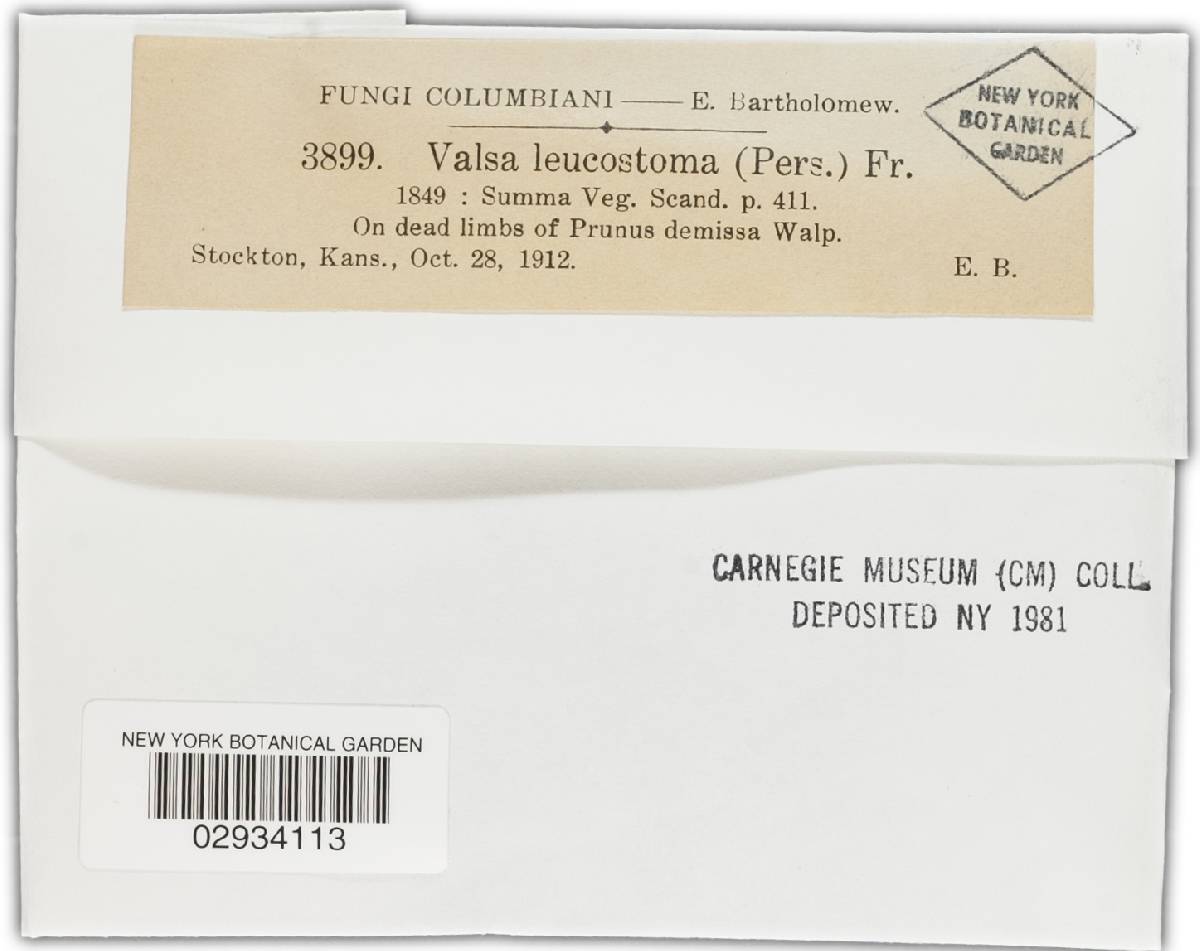 FUNGI COLUMBIANI — E. Bartholomew.
3899. Valsa leucostoma (Pers.) Fr.
1849 : Summa Veg. Scand. p. 411.
On dead limbs of Prunus demissa Walp.
Stockton, Kans., Oct. 28, 1912.
E. B.
NEW YORK
BOTANICAL
GARDEN
CARNEGIE MUSEUM (CM) COLL.
DEPOSITED NY 1981
NEW YORK BOTANICAL GARDEN
02934113